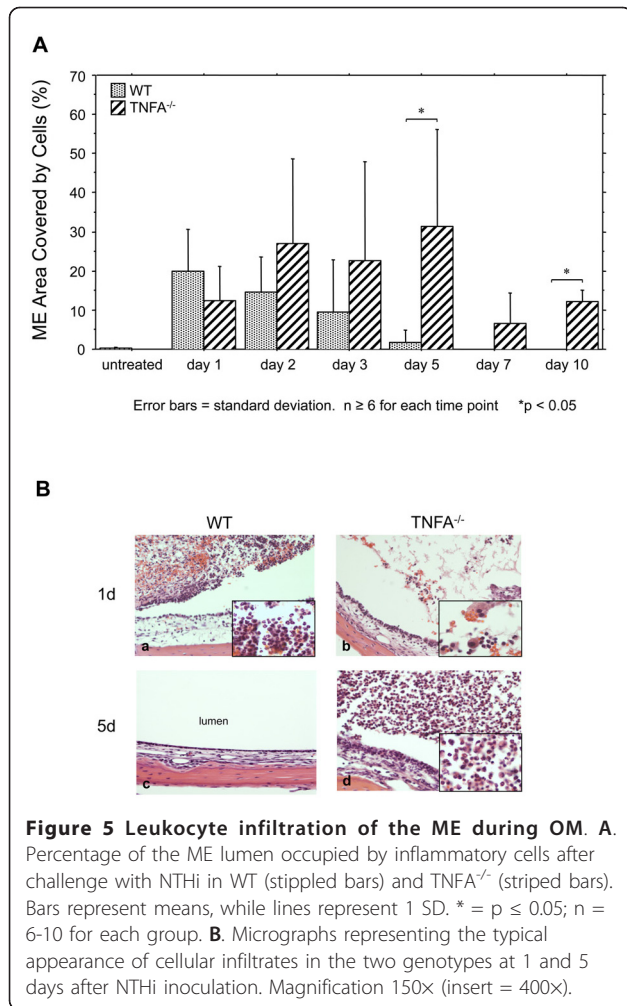 A
ME Area Covered by Cells (%)
70
60
50
40
30
20
10
0
WT
TNFA-/-
*
*
untreated day 1 day 2 day 3 day 5 day 7 day 10
Error bars = standard deviation. n ≥ 6 for each time point *p < 0.05
B
WT TNFA-/-
1d
a b
5d
lumen
c d
Figure 5 Leukocyte infiltration of the ME during OM. A.
Percentage of the ME lumen occupied by inflammatory cells after
challenge with NTHi in WT (stippled bars) and TNFA-/- (striped bars).
Bars represent means, while lines represent 1 SD. * = p ≤ 0.05; n =
6-10 for each group. B. Micrographs representing the typical
appearance of cellular infiltrates in the two genotypes at 1 and 5
days after NTHi inoculation. Magnification 150× (insert = 400×).